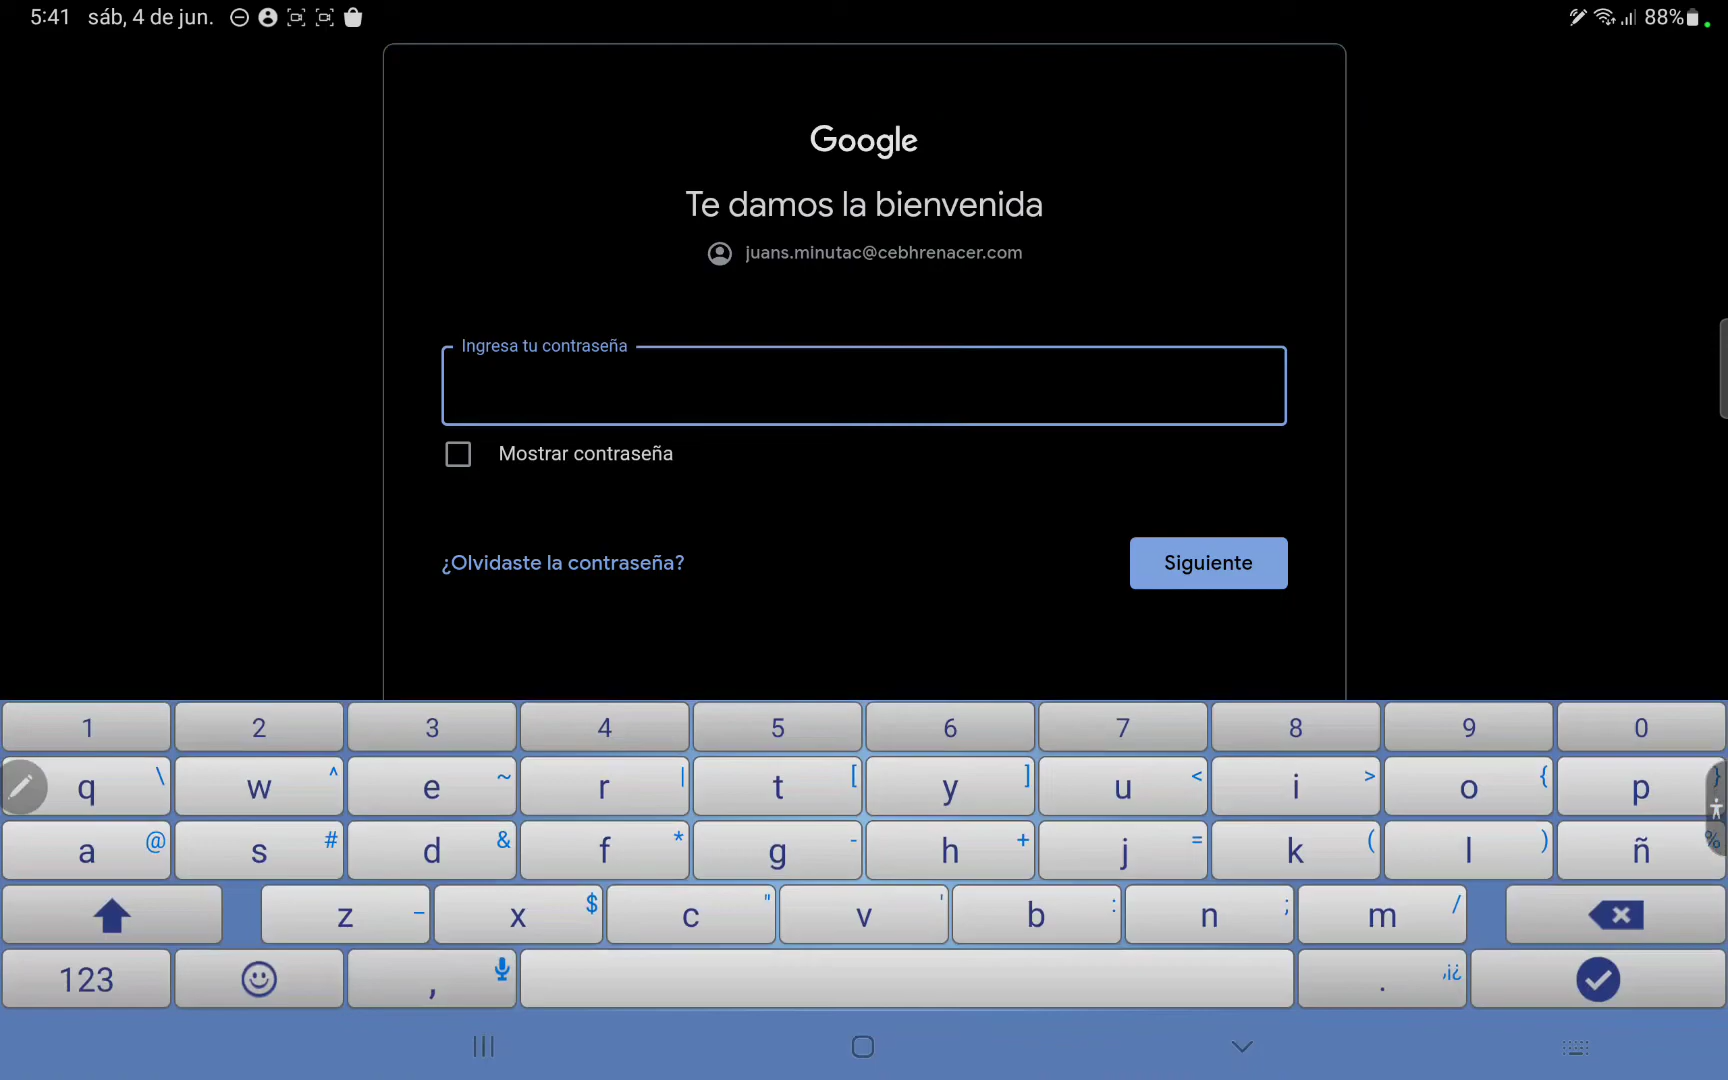 5:41 sáb, 4 de jun. 88%
Google
Te damos la bienvenida
juans.minutac@cebhrenacer.com
Ingresa tu contraseña
Mostrar contraseña
¿Olvidaste la contraseña? Siguiente
1 2 3 4 5 6 7 8 9 0
q \ w ^ e ~ r | t [ y ] u < i > o { p }
a @ s # d & f * g - h + j = k ( l ) ñ %
z _ x $ c " v ' b : n ; m /
123 , . ,¡¿